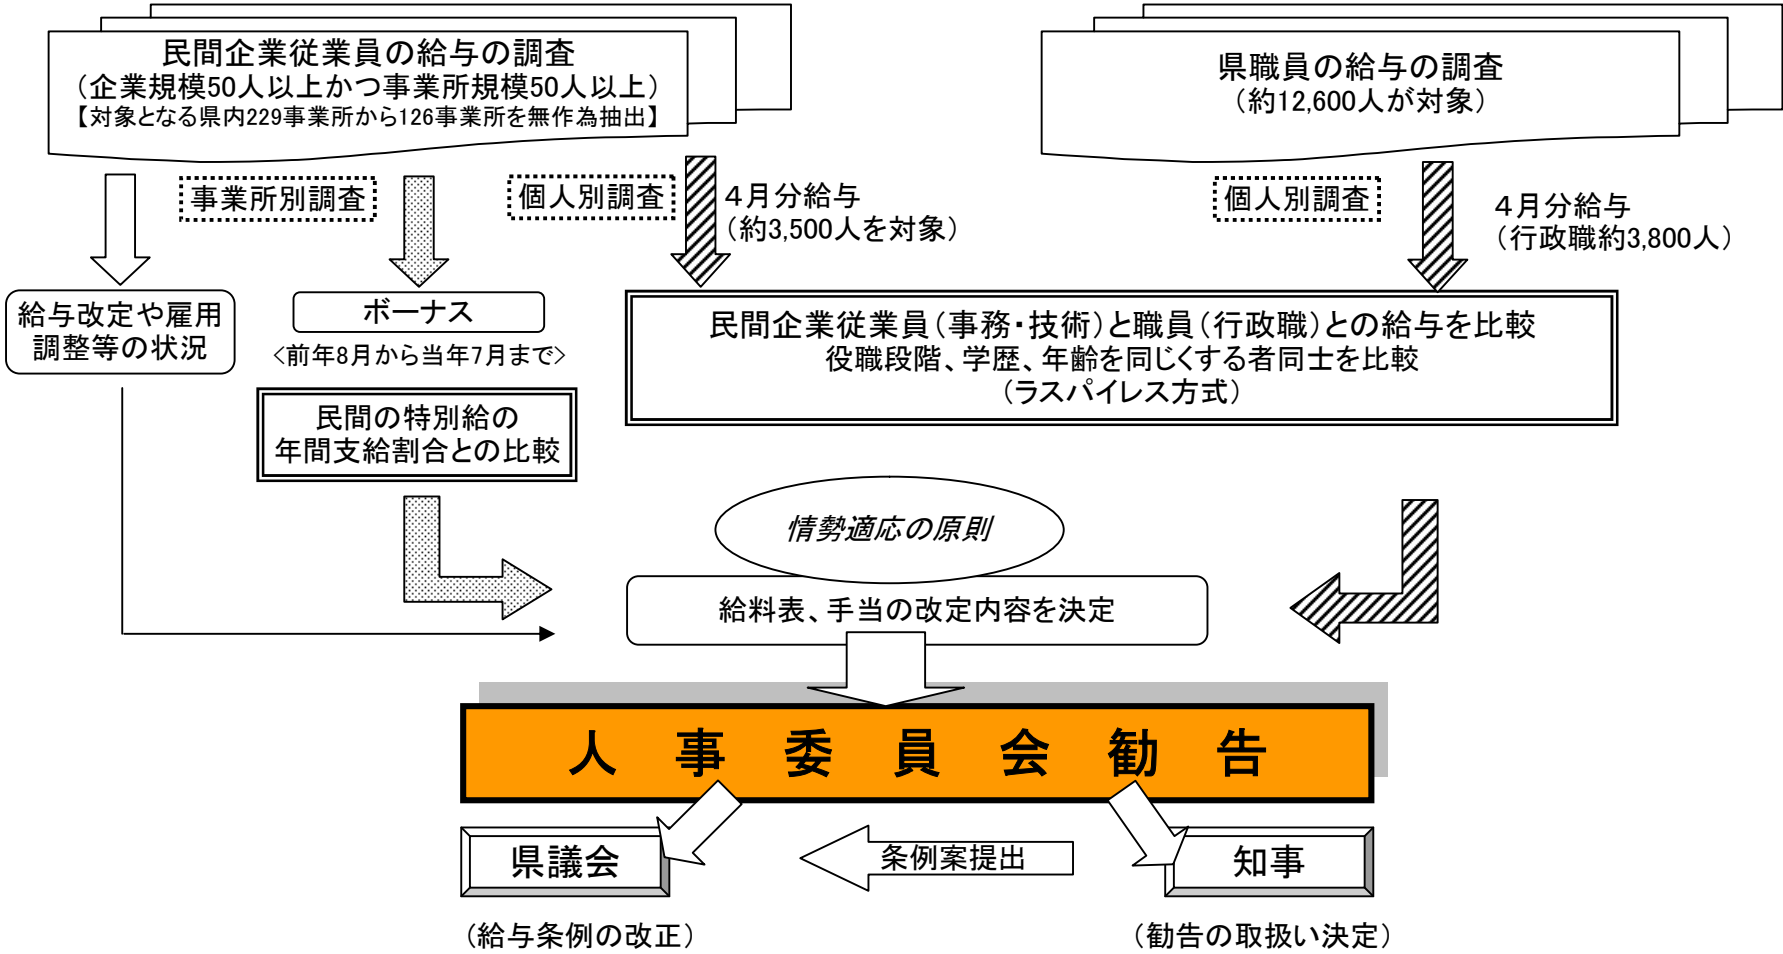 民間企業従業員の給与の調査
（企業規模50人以上かつ事業所規模50人以上）
【対象となる県内229事業所から126事業所を無作為抽出】
県職員の給与の調査
（約12,600人が対象）
事業所別調査
個人別調査
４月分給与
（約3,500人を対象）
個人別調査
４月分給与
（行政職約3,800人）
給与改定や雇用
調整等の状況
ボーナス
<前年8月から当年7月まで>
民間の特別給の
年間支給割合との比較
民間企業従業員（事務・技術）と職員（行政職）との給与を比較
役職段階、学歴、年齢を同じくする者同士を比較
（ラスパイレス方式）
情勢適応の原則
給料表、手当の改定内容を決定
人事委員会勧告
県議会
条例案提出
知事
（給与条例の改正）
（勧告の取扱い決定）